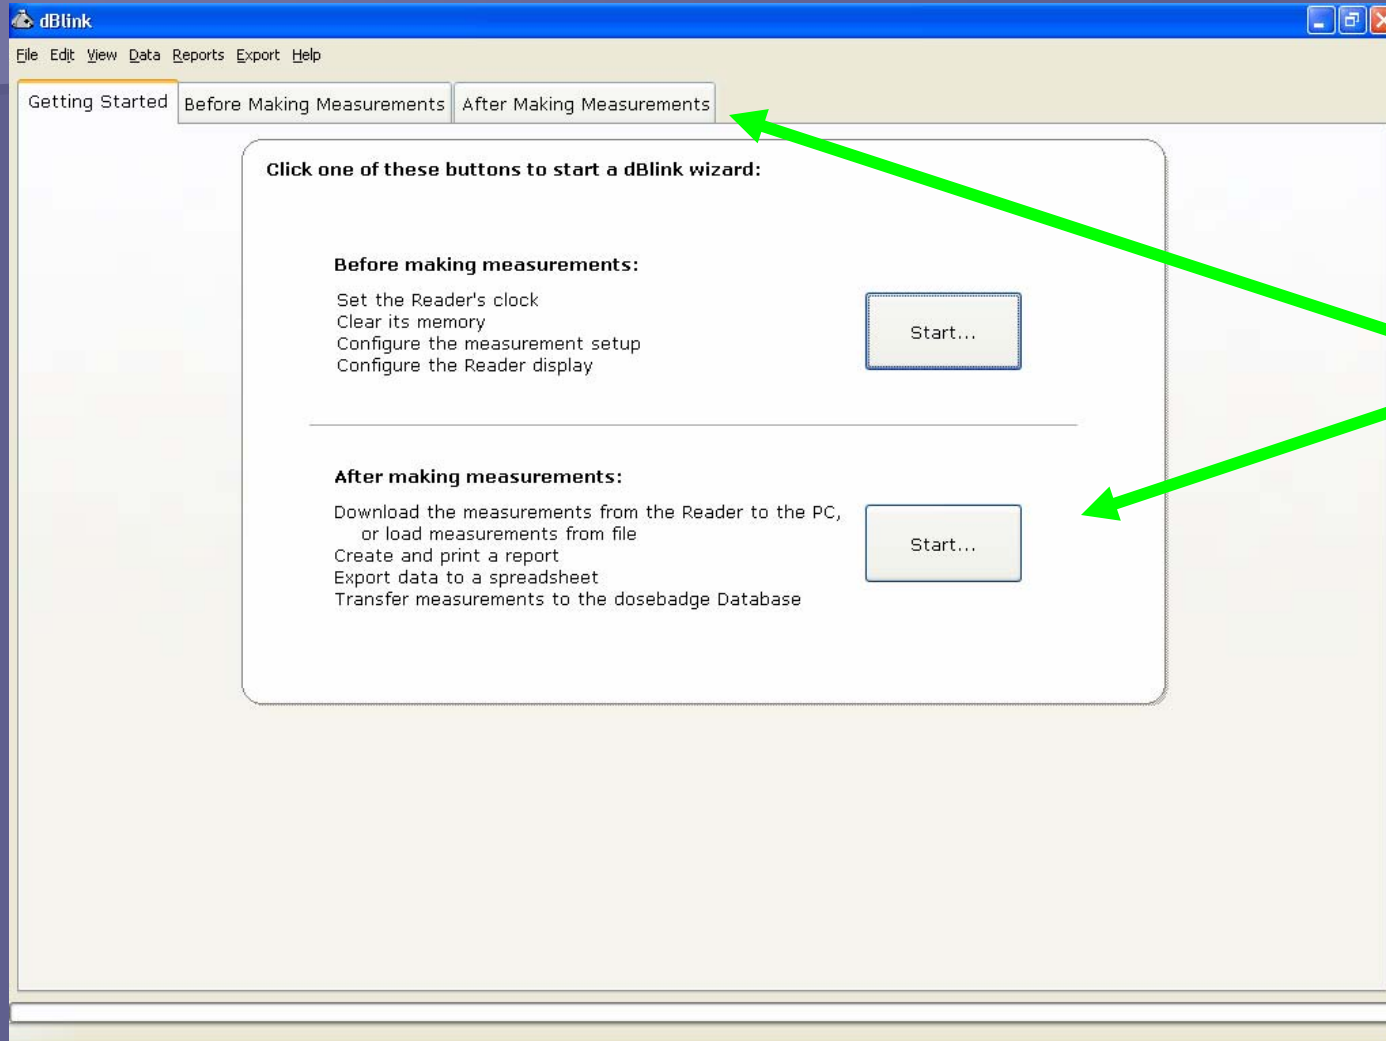 dBlink
File Edit View Data Reports Export Help
Getting Started Before Making Measurements After Making Measurements
Click one of these buttons to start a dBlink wizard:
Before making measurements:
Set the Reader's clock
Clear its memory
Configure the measurement setup
Configure the Reader display
Start...
After making measurements:
Download the measurements from the Reader to the PC,
or load measurements from file
Create and print a report
Export data to a spreadsheet
Transfer measurements to the dosebadge Database
Start...